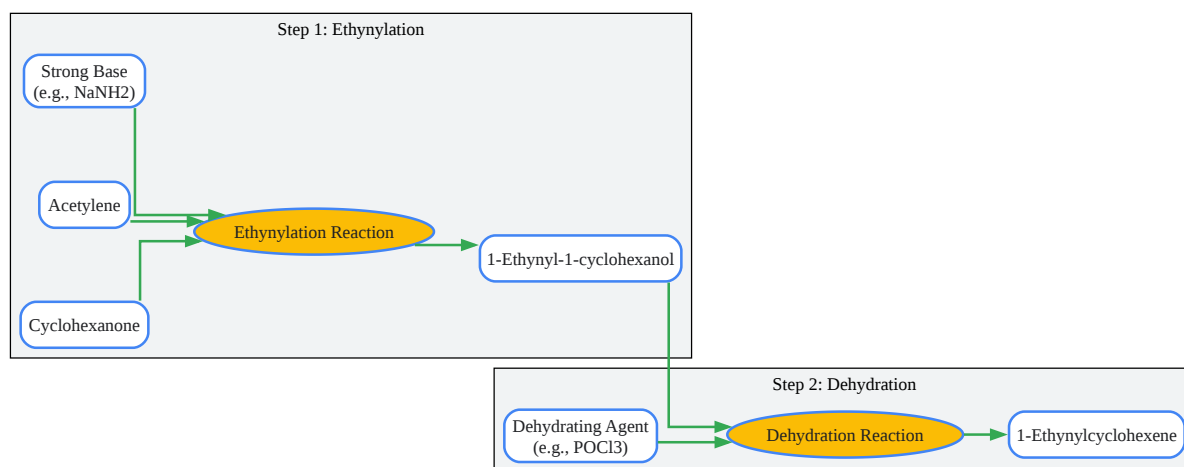 Step 1: Ethynylation
Strong Base
(e.g., NaNH2)
Acetylene
Ethynylation Reaction
1-Ethynyl-1-cyclohexanol
Cyclohexanone
Step 2: Dehydration
Dehydrating Agent
(e.g., POCl3)
Dehydration Reaction
1-Ethynylcyclohexene